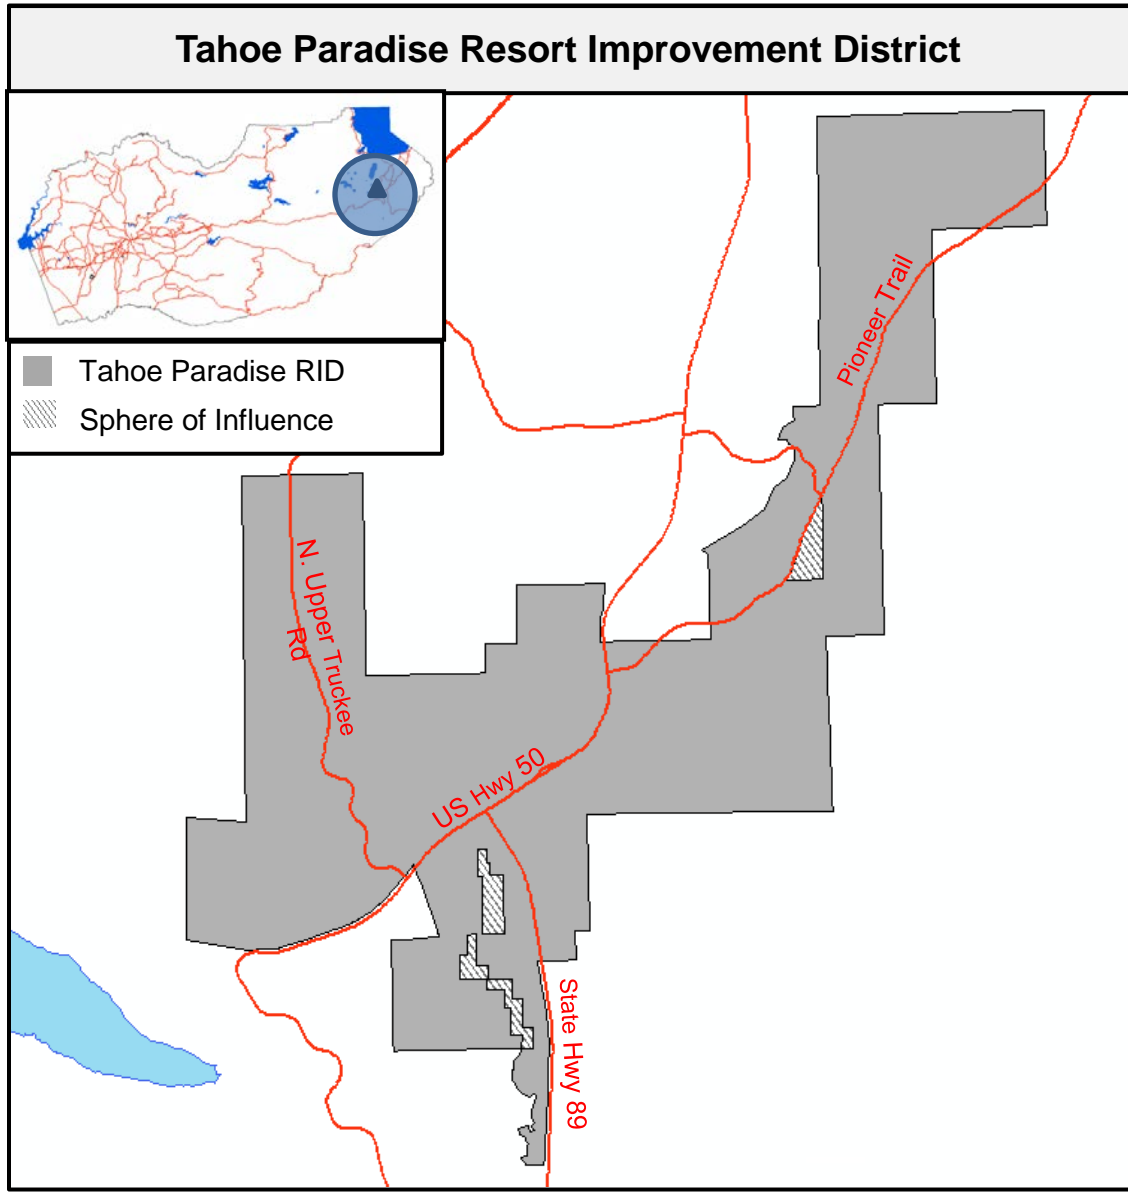 Tahoe Paradise Resort Improvement District
Tahoe Paradise RID
Sphere of Influence
Pioneer Trail
N. Upper Truckee
Rd
US Hwy 50
State Hwy 89